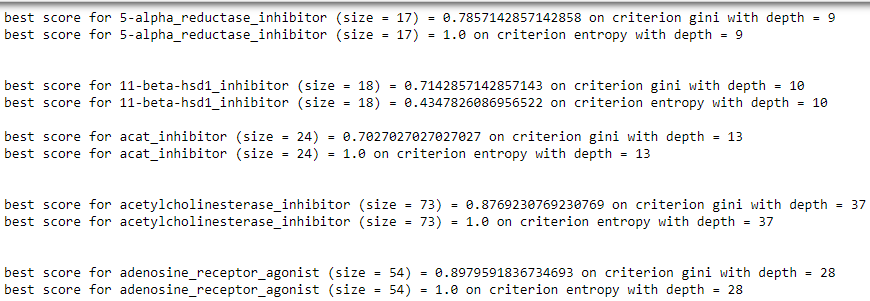 best score for 5-alpha_reductase_inhibitor (size = 17) = 0.7857142857142858 on criterion gini with depth = 9
best score for 5-alpha_reductase_inhibitor (size = 17) = 1.0 on criterion entropy with depth = 9
best score for 11-beta-hsd1_inhibitor (size = 18) = 0.7142857142857143 on criterion gini with depth = 10
best score for 11-beta-hsd1_inhibitor (size = 18) = 0.4347826086956522 on criterion entropy with depth = 10
best score for acat_inhibitor (size = 24) = 0.7027027027027027 on criterion gini with depth = 13
best score for acat_inhibitor (size = 24) = 1.0 on criterion entropy with depth = 13
best score for acetylcholinesterase_inhibitor (size = 73) = 0.8769230769230769 on criterion gini with depth = 37
best score for acetylcholinesterase_inhibitor (size = 73) = 1.0 on criterion entropy with depth = 37
best score for adenosine_receptor_agonist (size = 54) = 0.8979591836734693 on criterion gini with depth = 28
best score for adenosine_receptor_agonist (size = 54) = 1.0 on criterion entropy with depth = 28